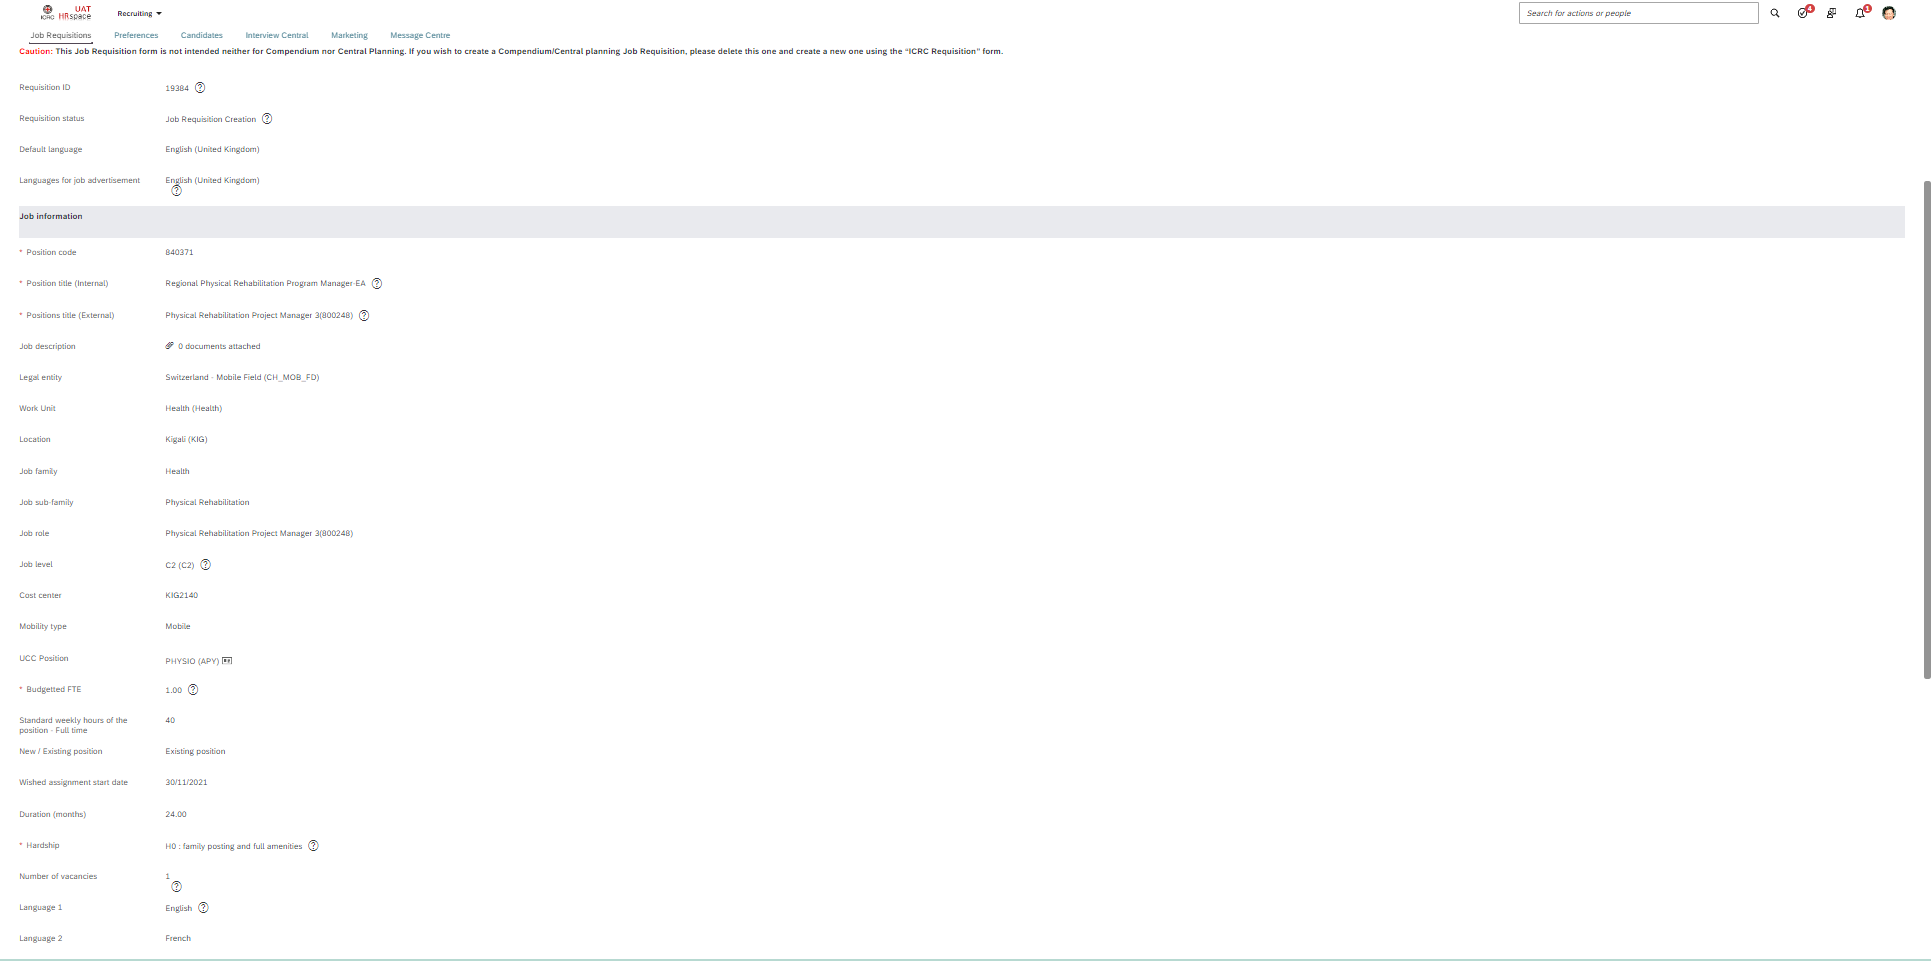 UAT
ICRC HRspace
Recruiting
Search for actions or people
4
1
Job Requisitions Preferences Candidates Interview Central Marketing Message Centre
Caution: This Job Requisition form is not intended neither for Compendium nor Central Planning. If you wish to create a Compendium/Central planning Job Requisition, please delete this one and create a new one using the "ICRC Requisition" form.
Requisition ID 19384
Requisition status Job Requisition Creation
Default language English (United Kingdom)
Languages for job advertisement English (United Kingdom)
Job information
* Position code 840371
* Position title (Internal) Regional Physical Rehabilitation Program Manager-EA
* Positions title (External) Physical Rehabilitation Project Manager 3(800248)
Job description 0 documents attached
Legal entity Switzerland - Mobile Field (CH_MOB_FD)
Work Unit Health (Health)
Location Kigali (KIG)
Job family Health
Job sub-family Physical Rehabilitation
Job role Physical Rehabilitation Project Manager 3(800248)
Job level C2 (C2)
Cost center KIG2140
Mobility type Mobile
UCC Position PHYSIO (APY)
* Budgetted FTE 1.00
Standard weekly hours of the 40
position - Full time
New / Existing position Existing position
Wished assignment start date 30/11/2021
Duration (months) 24.00
* Hardship H0 : family posting and full amenities
Number of vacancies 1
Language 1 English
Language 2 French